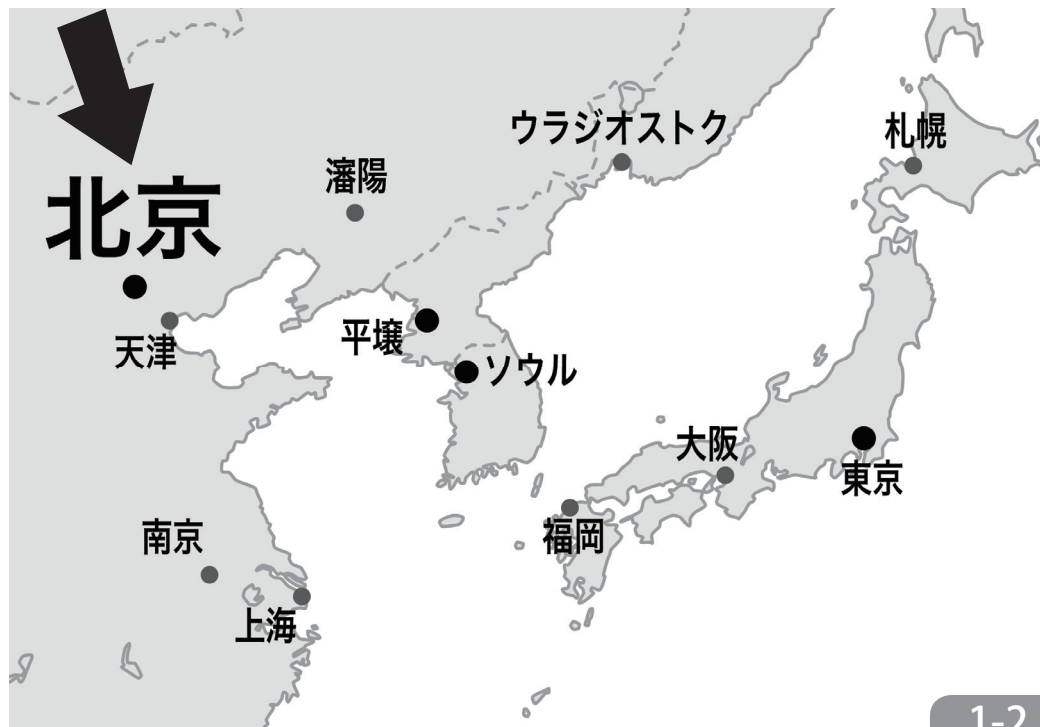 ウラジオストク
札幌
瀋陽
北京
天津
平壌
ソウル
大阪
東京
福岡
南京
上海
1-2